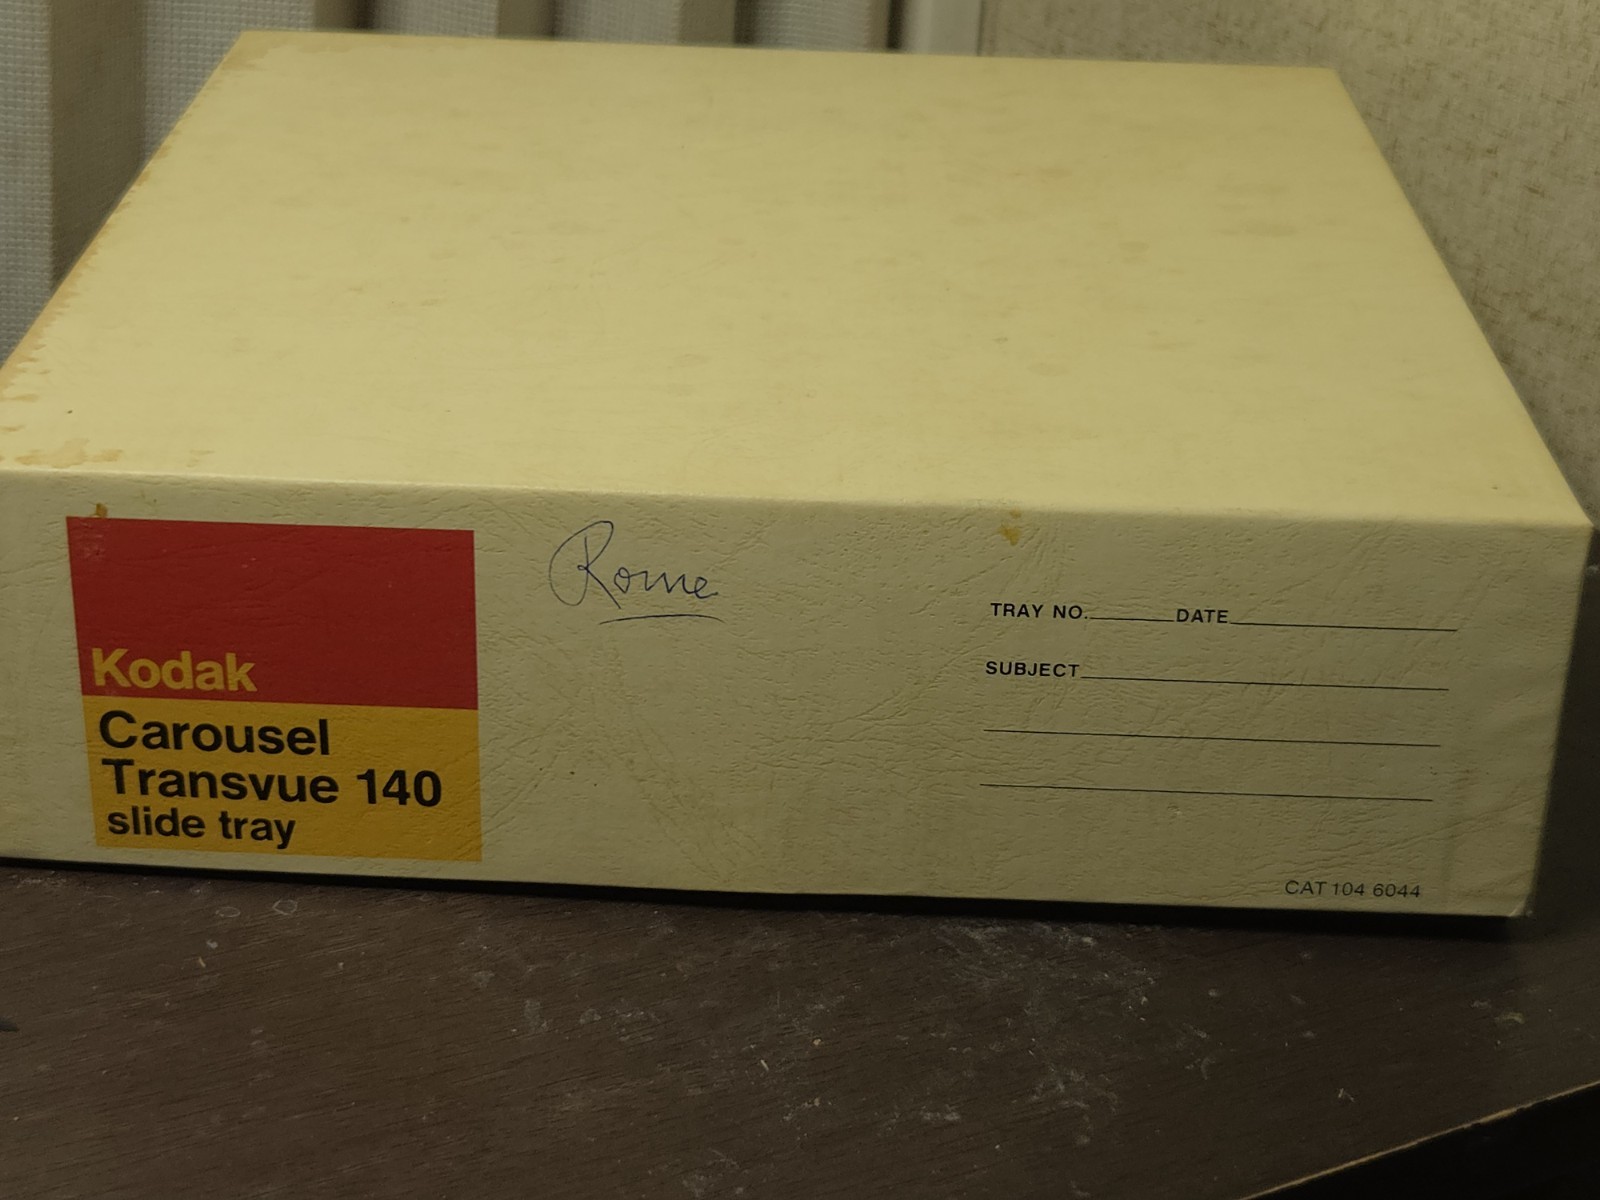 Kodak
Carousel
Transvue 140
slide tray
Rome
TRAY NO. DATE
SUBJECT
CAT 104 6044